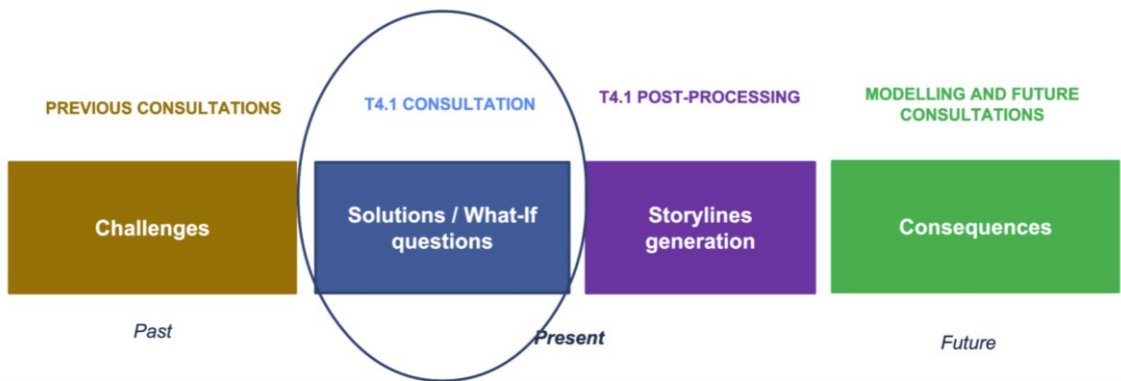 PREVIOUS CONSULTATIONS
T4.1 CONSULTATION
T4.1 POST-PROCESSING
MODELLING AND FUTURE
CONSULTATIONS
Challenges
Solutions / What-If
questions
Storylines
generation
Consequences
Past
Present
Future